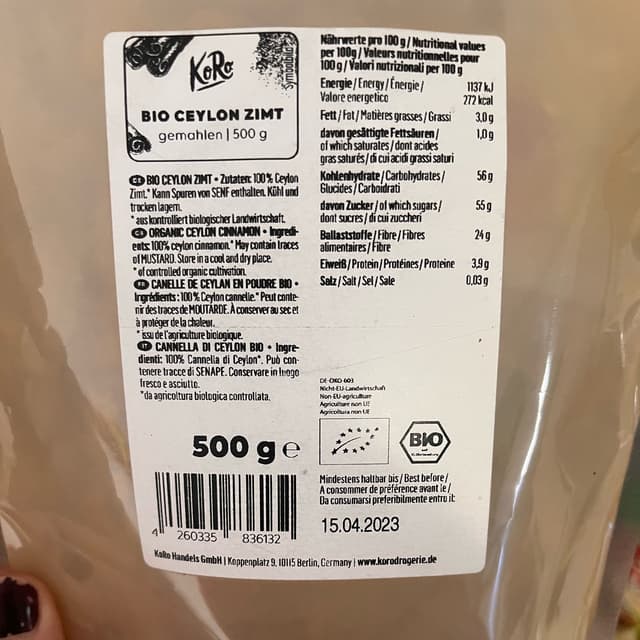 KoRo
Symbolbild
BIO CEYLON ZIMT
gemahlen | 500 g
DE BIO CEYLON ZIMT • Zutaten: 100% Ceylon
Zimt.* Kann Spuren von SENF enthalten. Kühl und
trocken lagern.
* aus kontrolliert biologischer Landwirtschaft.
GB ORGANIC CEYLON CINNAMON • Ingredi-
ents: 100% ceylon cinnamon.* May contain traces
of MUSTARD. Store in a cool and dry place.
* of controlled organic cultivation.
FR CANELLE DE CEYLAN EN POUDRE BIO •
Ingrédients : 100 % Ceylon cannelle.* Peut conte-
nir des traces de MOUTARDE. À conserver au sec et
à protéger de la chaleur.
* issu de l'agriculture biologique.
IT CANNELLA DI CEYLON BIO • Ingre-
dienti: 100% Cannella di Ceylon*. Può con-
tenere tracce di SENAPE. Conservare in luogo
fresco e asciutto.
*da agricoltura biologica controllata.
500 g e
4 260335 836132
Nährwerte pro 100 g / Nutritional values
per 100g / Valeurs nutritionnelles pour
100 g / Valori nutrizionali per 100 g
Energie / Energy / Énergie / 1137 kJ
Valore energetico 272 kcal
Fett / Fat / Matières grasses / Grassi 3,0 g
davon gesättigte Fettsäuren / 1,0 g
of which saturates / dont acides
gras saturés / di cui acidi grassi saturi
Kohlenhydrate / Carbohydrates / 56 g
Glucides / Carboidrati
davon Zucker / of which sugars / 55 g
dont sucres / di cui zuccheri
Ballaststoffe / Fibre / Fibres 24 g
alimentaires / Fibre
Eiweiß / Protein / Protéines / Proteine 3,9 g
Salz / Salt / Sel / Sale 0,03 g
DE-ÖKO-003
Nicht-EU-Landwirtschaft
Non-EU-agriculture
Agriculture non UE
Agricoltura non UE
BIO
Mindestens haltbar bis / Best before /
A consommer de préférence avant le /
Da consumarsi preferibilmente entro il:
15.04.2023
KoRo Handels GmbH | Koppenplatz 9, 10115 Berlin, Germany | www.korodrogerie.de